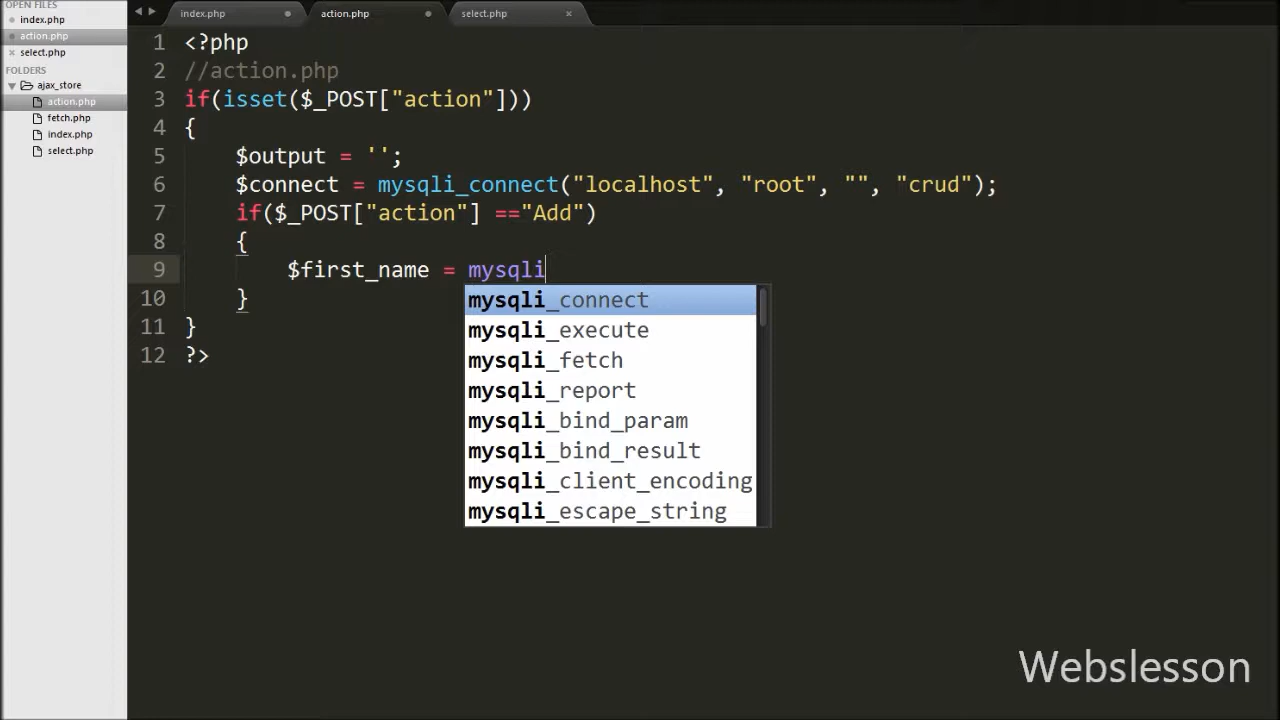 OPEN FILES
index.php
action.php
select.php
FOLDERS
ajax_store
action.php
fetch.php
index.php
select.php
index.php
action.php
select.php
1 <?php
2 //action.php
3 if(isset($_POST["action"]))
4 {
5 $output = '';
6 $connect = mysqli_connect("localhost", "root", "", "crud");
7 if($_POST["action"] =="Add")
8 {
9 $first_name = mysqli
10 }
11 }
12 ?>
mysqli_connect
mysqli_execute
mysqli_fetch
mysqli_report
mysqli_bind_param
mysqli_bind_result
mysqli_client_encoding
mysqli_escape_string
Webslesson